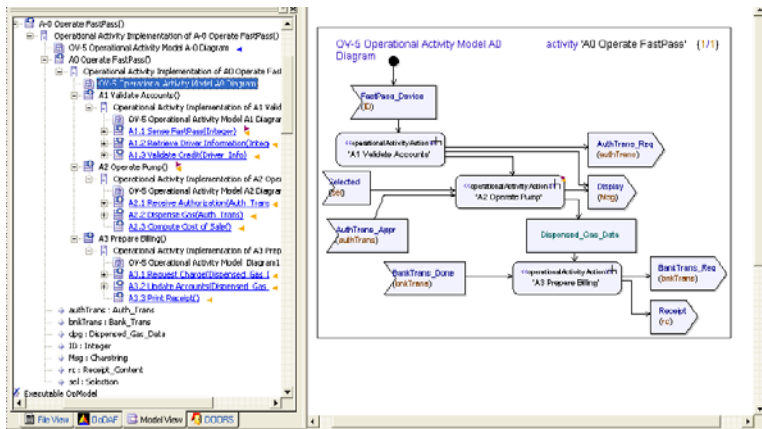 A-0 Operate FastPass()
Operational Activity Implementation of A-0 Operate FastPass()
OV-5 Operational Activity Model A-0 Diagram
A0 Operate FastPass()
Operational Activity Implementation of A0 Operate Fast
OV-5 Operational Activity Model A0 Diagram
A1 Validate Accounts()
Operational Activity Implementation of A1 Valid
OV-5 Operational Activity Model A1 Diagrar
A1.1 Sense FastPass(Integer)
A1.2 Retrieve Driver Information(Integ
A1.3 Validate Credit(Driver_Info)
A2 Operate Pump()
Operational Activity Implementation of A2 Oper
OV-5 Operational Activity Model A2 Diagrar
A2.1 Receive Authorization(Auth_Trans
A2.2 Dispense Gas(Auth_Trans)
A2.3 Compute Cost of Sale()
A3 Prepare Billing()
Operational Activity Implementation of A3 Prep
OV-5 Operational Activity Model Diagram1
A3.1 Request Charge(Dispensed_Gas_
A3.2 Update Accounts(Dispensed_Gas_
A3.3 Print Receipt()
authTrans : Auth_Trans
bnkTrans : Bank_Trans
dpg : Dispensed_Gas_Data
ID : Integer
Msg : Charstring
rc : Receipt_Content
sel : Selection
Executable OpModel
File View
DoDAF
Model View
DOORS
OV-5 Operational Activity Model A0
Diagram
activity 'A0 Operate FastPass' {1/1}
FastPass_Device
(ID)
<<operationalActivityAction>>
'A1 Validate Accounts'
AuthTrans_Req
(authTrans)
Selected
(Sel)
<<operationalActivityAction>>
'A2 Operate Pump'
Display
(Msg)
AuthTrans_Appr
(authTrans)
Dispensed_Gas_Data
BankTrans_Done
(bnkTrans)
<<operationalActivityAction>>
'A3 Prepare Billing'
BankTrans_Req
(bnkTrans)
Receipt
(rc)